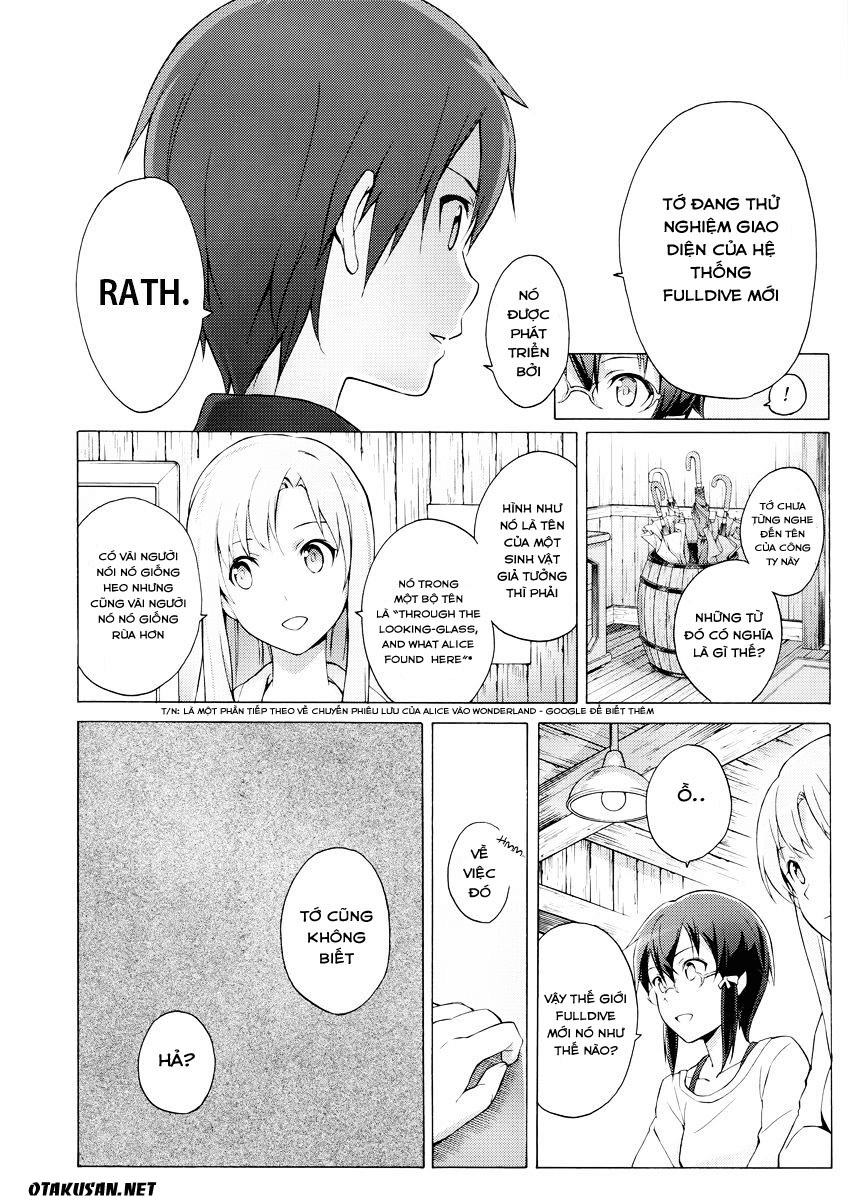 TỚ ĐANG THỬ
NGHIỆM GIAO
DIỆN CỦA HỆ
THỐNG
FULLDIVE MỚI
!
NÓ
ĐƯỢC
PHÁT
TRIỂN
BỞI
RATH.
TỚ CHƯA
TỪNG NGHE
ĐẾN TÊN
CỦA CÔNG
TY NÀY
NHỮNG TỪ
ĐÓ CÓ NGHĨA
LÀ GÌ THẾ?
HÌNH NHƯ
NÓ LÀ TÊN
CỦA MỘT
SINH VẬT
GIẢ TƯỞNG
THÌ PHẢI
NÓ TRONG
MỘT BỘ TÊN
LÀ "THROUGH THE
LOOKING-GLASS,
AND WHAT ALICE
FOUND HERE"*
CÓ VÀI NGƯỜI
NÓI NÓ GIỐNG
HEO NHƯNG
CŨNG VÀI NGƯỜI
NÓ NÓ GIỐNG
RÙA HƠN
T/N: LÀ MỘT PHẦN TIẾP THEO VỀ CHUYẾN PHIÊU LƯU CỦA ALICE VÀO WONDERLAND - GOOGLE ĐỂ BIẾT THÊM
Ồ..
VẬY THẾ GIỚI
FULLDIVE
MỚI NÓ NHƯ
THẾ NÀO?
Hmm..
VỀ
VIỆC
ĐÓ
TỚ CŨNG
KHÔNG
BIẾT
HẢ?
OTAKUSAN.NET